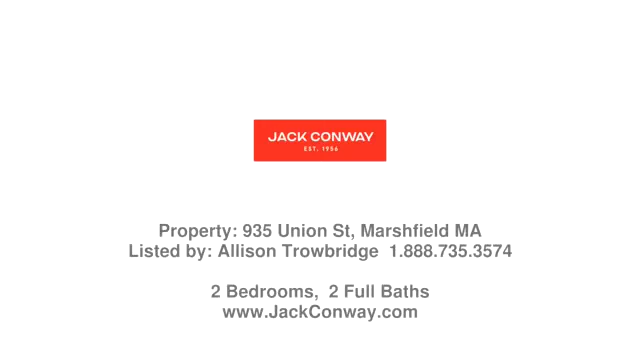 JACK CONWAY
EST. 1956
Property: 935 Union St, Marshfield MA
Listed by: Allison Trowbridge  1.888.735.3574
2 Bedrooms,  2 Full Baths
www.JackConway.com